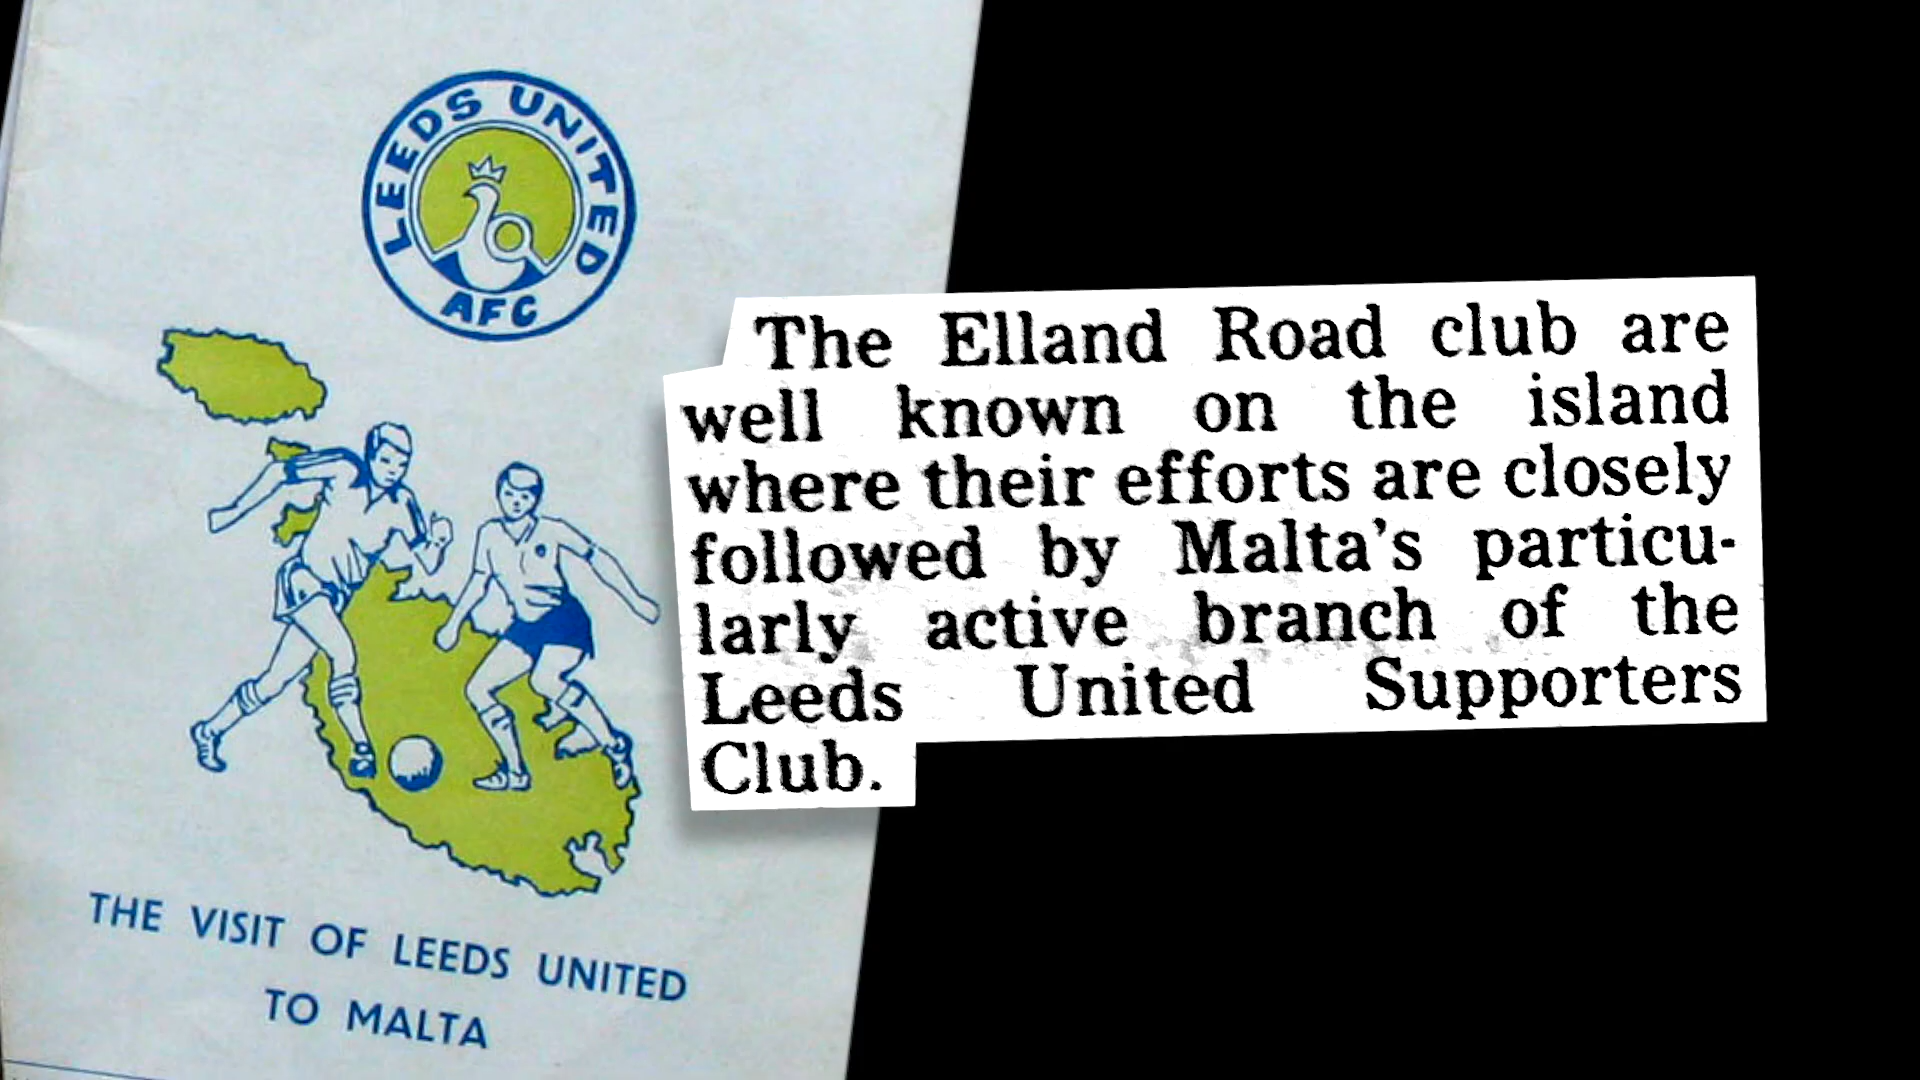 LEEDS UNITED
AFC
The Elland Road club are
well known on the island
where their efforts are closely
followed by Malta's particu-
larly active branch of the
Leeds United Supporters
Club.
THE VISIT OF LEEDS UNITED
TO MALTA